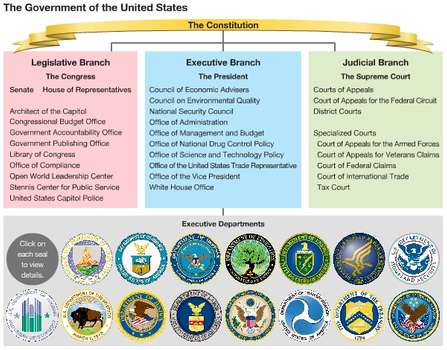 The Government of the United States
The Constitution
Legislative Branch
The Congress
Senate House of Representatives
Architect of the Capitol
Congressional Budget Office
Government Accountability Office
Government Publishing Office
Library of Congress
Office of Compliance
Open World Leadership Center
Stennis Center for Public Service
United States Capitol Police
Executive Branch
The President
Council of Economic Advisers
Council on Environmental Quality
National Security Council
Office of Administration
Office of Management and Budget
Office of National Drug Control Policy
Office of Science and Technology Policy
Office of the United States Trade Representative
Office of the Vice President
White House Office
Judicial Branch
The Supreme Court
Courts of Appeals
Court of Appeals for the Federal Circuit
District Courts
Specialized Courts
Court of Appeals for the Armed Forces
Court of Appeals for Veterans Claims
Court of Federal Claims
Court of International Trade
Tax Court
Executive Departments
Click on
each seal
to view
details.